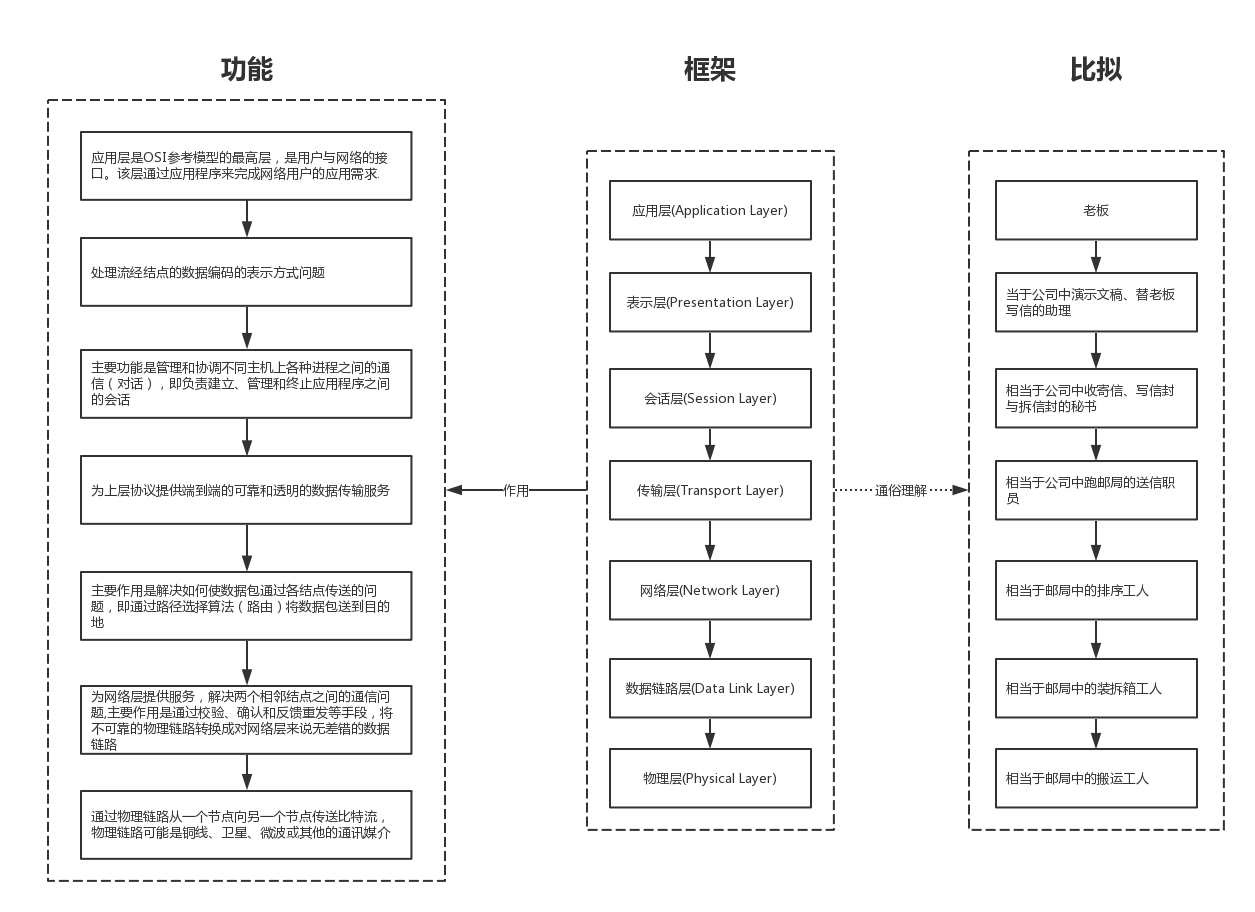 功能
应用层是OSI参考模型的最高层，是用户与网络的接
口。该层通过应用程序来完成网络用户的应用需求.
处理流经结点的数据编码的表示方式问题
主要功能是管理和协调不同主机上各种进程之间的通
信（对话），即负责建立、管理和终止应用程序之间
的会话
为上层协议提供端到端的可靠和透明的数据传输服务
主要作用是解决如何使数据包通过各结点传送的问
题，即通过路径选择算法（路由）将数据包送到目的
地
为网络层提供服务，解决两个相邻结点之间的通信问
题,主要作用是通过校验、确认和反馈重发等手段，将
不可靠的物理链路转换成对网络层来说无差错的数据
链路
通过物理链路从一个节点向另一个节点传送比特流，
物理链路可能是铜线、卫星、微波或其他的通讯媒介
作用
框架
应用层(Application Layer)
表示层(Presentation Layer)
会话层(Session Layer)
传输层(Transport Layer)
网络层(Network Layer)
数据链路层(Data Link Layer)
物理层(Physical Layer)
通俗理解
比拟
老板
当于公司中演示文稿、替老板
写信的助理
相当于公司中收寄信、写信封
与拆信封的秘书
相当于公司中跑邮局的送信职
员
相当于邮局中的排序工人
相当于邮局中的装拆箱工人
相当于邮局中的搬运工人